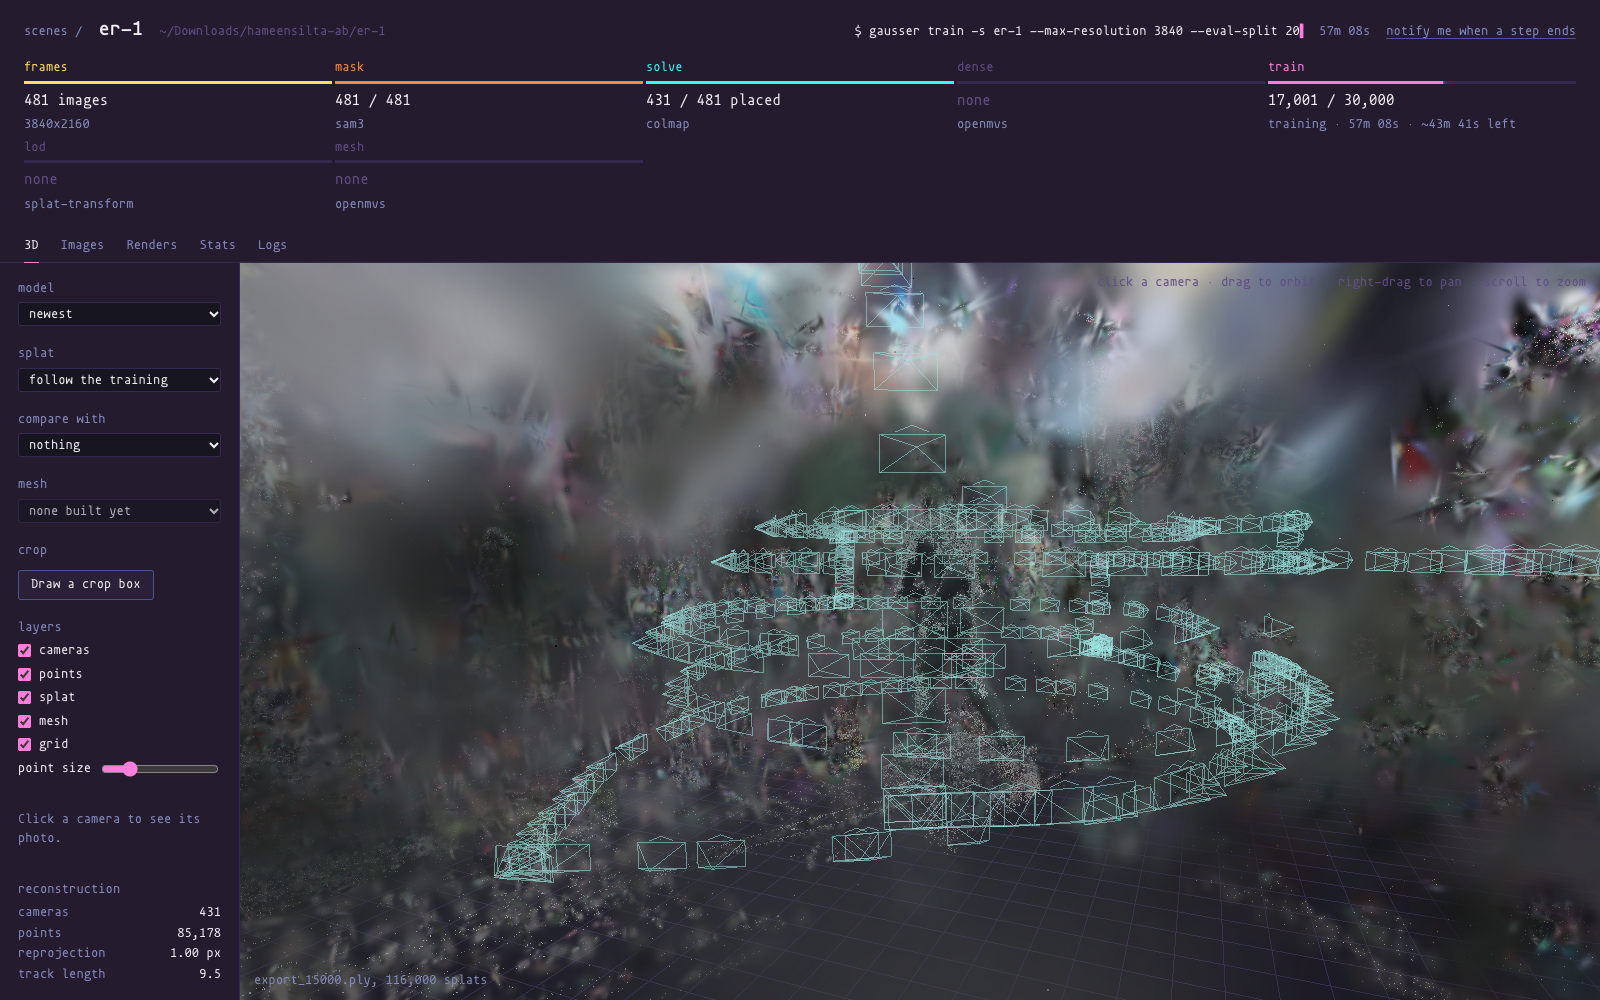 scenes / er-1 ~/Downloads/hameensilta-ab/er-1
$ gausser train -s er-1 --max-resolution 3840 --eval-split 20 57m 08s notify me when a step ends
frames mask solve dense train
481 images 481 / 481 431 / 481 placed none 17,001 / 30,000
3840x2160 sam3 colmap openmvs training · 57m 08s · ~43m 41s left
lod mesh
none none
splat-transform openmvs
3D Images Renders Stats Logs
click a camera · drag to orbit · right-drag to pan · scroll to zoom
model
newest
splat
follow the training
compare with
nothing
mesh
none built yet
crop
Draw a crop box
layers
cameras
points
splat
mesh
grid
point size
Click a camera to see its
photo.
reconstruction
cameras 431
points 85,178
reprojection 1.00 px
track length 9.5
export_15000.ply, 116,000 splats